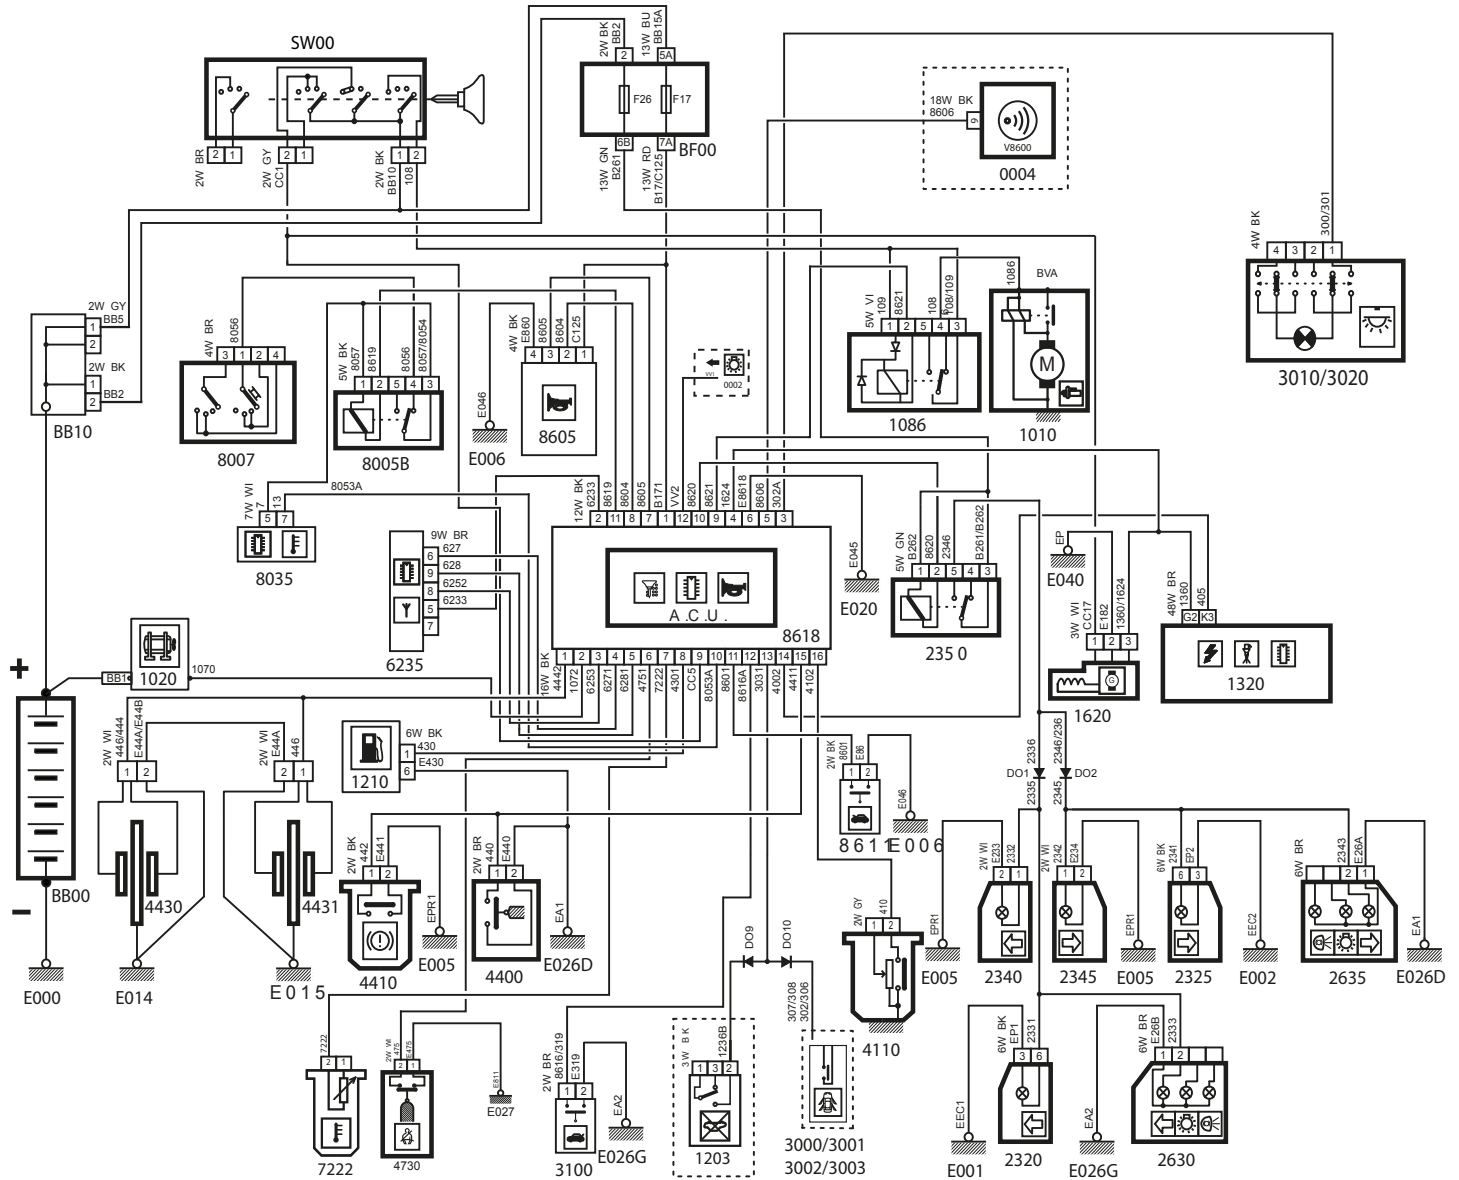 SW00
2W BR
2 1
2W GY
CC1
2 1
2W BK
BB10
108
1 2
2W BK
BB2
13W BU
BB15A
2
5A
F26
F17
6B
7A
BF00
13W GN
B261
13W RD
B17/C125
18W BK
8606
9
V8600
0004
4W BK
300/301
4 3 2 1
3010/3020
2W GY
BB5
1
2
2W BK
1
2
BB2
BB10
4W BR
8056
3 1 2 4
8007
5W BK
8057
8619
8056
8057/8054
1 2 5 4 3
8005B
E046
E006
4W BK
E860
8605
8604
C125
4 3 2 1
8605
VV1
0002
5W VI
109
8621
108
108/109
1 2 5 4 3
1086
1086
BVA
M
1010
8053A
7W WI
7
13
5 7
8035
9W BR
627
628
6252
6233
6
9
8
5
7
6235
12W BK
6233
8619
8604
8605
B171
VV2
8620
8621
1624
E8618
8606
302A
2 11 8 7 1 12 10 9 4 6 5 3
A.C.U.
8618
E045
E020
5W GN
B262
8620
2346
B261/B262
1 2 5 4 3
2350
EP
E040
3W WI
CC17
E182
1360/1624
1 2 3
G
1620
48W BR
1360
405
G2 K3
1320
16W BK
4442
1072
6253
6271
6281
4751
7222
4301
CC5
8053A
8601
8616A
3031
4002
4411
4102
1 2 3 4 5 6 7 8 9 10 11 12 13 14 15 16
1020
BB1
1070
+
−
BB00
E000
2W WI
446/444
E44A/E44B
1 2
4430
E014
2W WI
E44A
446
2 1
4431
E015
1210
6W BK
430
E430
1
6
2W BK
442
E441
1 2
4410
EPR1
E005
2W BR
440
E440
1 2
4400
EA1
E026D
7222
2 1
7222
2W WI
475
E475
2 1
4730
E811
E027
2W BR
8616/319
E319
1 2
3100
EA2
E026G
3W BK
1236B
1 3 2
1203
DO9
DO10
307/308
302/306
3000/3001
3002/3003
2W BK
8601
E86
1 2
8611
E046
E006
2W GY
410
1 2
4110
2336
2346/236
DO1
DO2
2335
2345
EPR1
E005
2W WI
E233
2332
2 1
2340
2W WI
2342
E234
1 2
2345
EPR1
E005
6W BK
2341
EP2
6 3
2325
EEC2
E002
6W BR
2343
E26A
2 1
2635
EA1
E026D
EEC1
E001
6W BK
EP1
2331
3 6
2320
EA2
E026G
6W BR
E26B
2333
1 2
2630